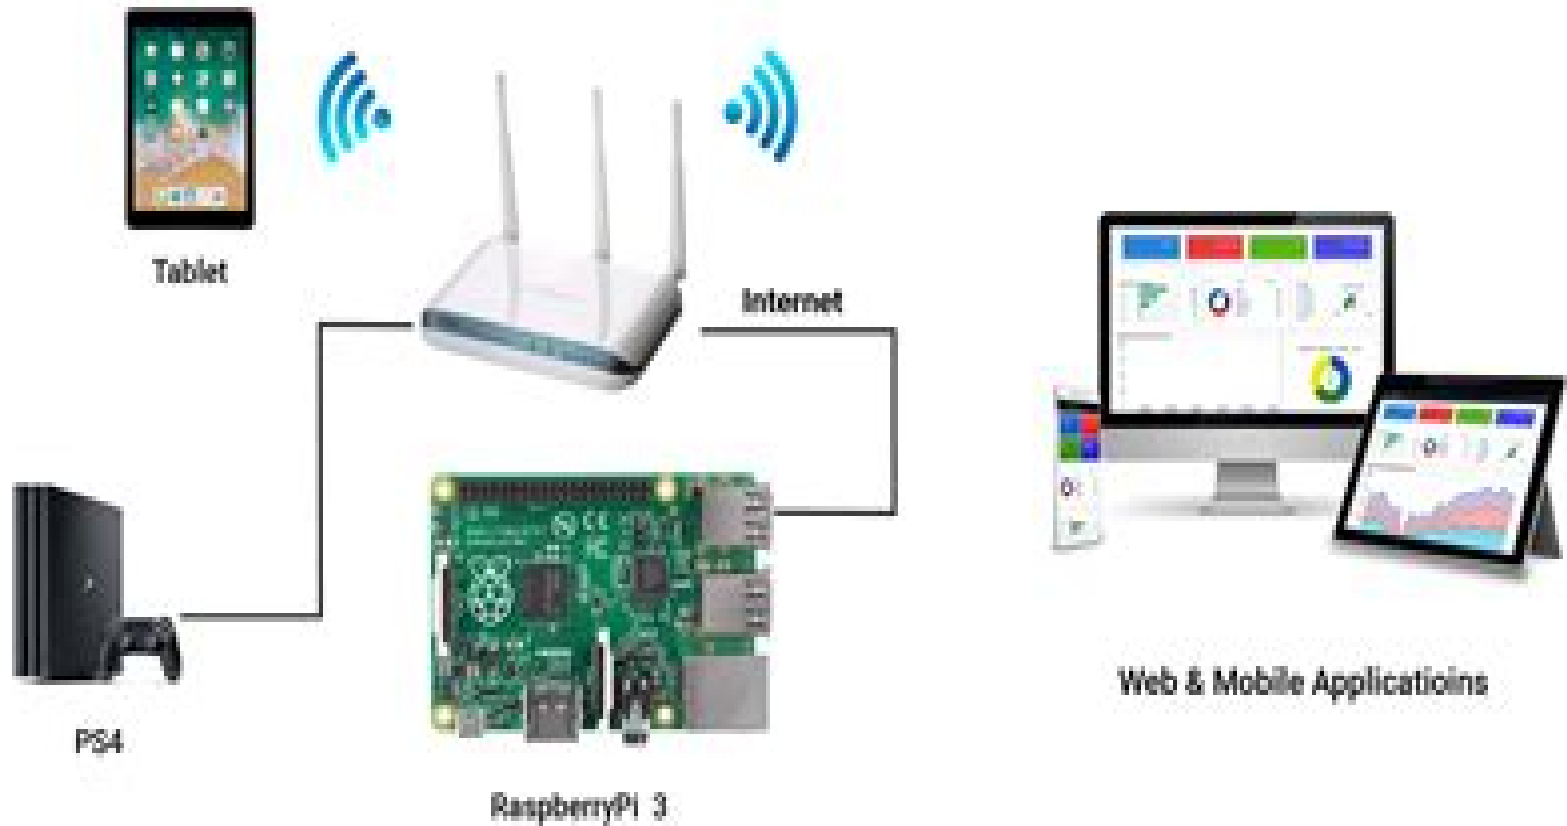 Tablet
Internet
PS4
RaspberryPi 3
Web & Mobile Applicatioins